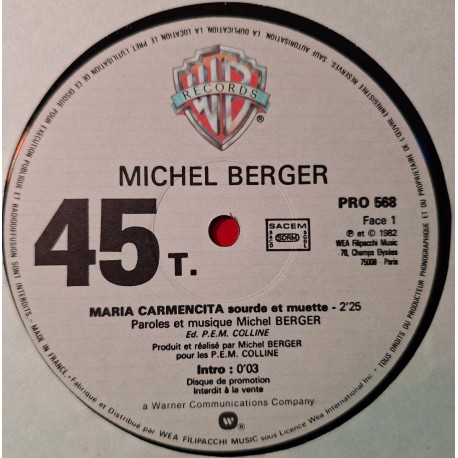 WB
RECORDS
®
MICHEL BERGER
45 T.
PRO 568
Face 1
℗ et © 1982
WEA Filipacchi Music
70, Champs Elysées
75008 - Paris
SACEM
SACD
SDRM
SGDL
MARIA CARMENCITA sourde et muette - 2'25
Paroles et musique Michel BERGER
Ed. P.E.M. COLLINE
Produit et réalisé par Michel BERGER
pour les P.E.M. COLLINE
Intro : 0'03
Disque de promotion
Interdit à la vente
a Warner Communications Company
- Fabriqué et Distribué par WEA FILIPACCHI MUSIC sous Licence Wea International Inc. - TOUS DROITS DU PRODUCTEUR PHONOGRAPHIQUE ET DU PROPRIETAIRE DE L'ŒUVRE ENREGISTREE RESERVES. SAUF AUTORISATION LA LOCATION, LE PRET L'UTILISATION DE CE DISQUE POUR EXECUTION PUBLIQUE ET RADIODIFFUSION SONT INTERDITS. - MADE IN FRANCE.